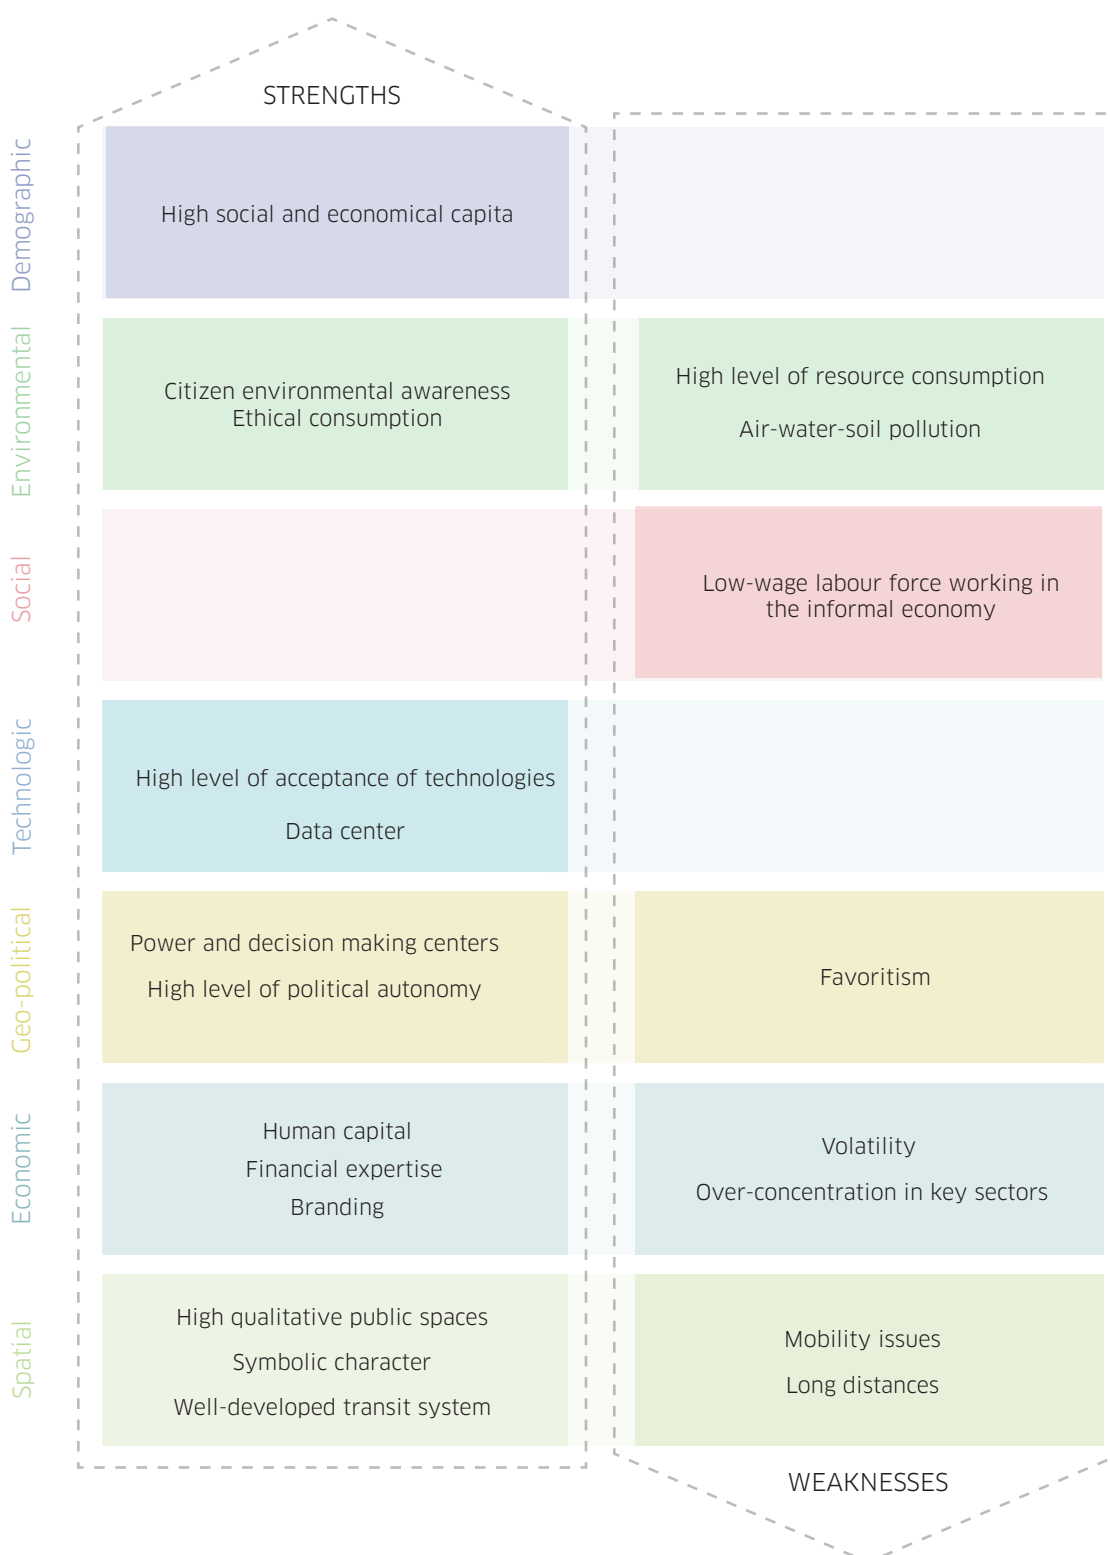 STRENGTHS
Demographic
High social and economical capita
Environmental
Citizen environmental awareness
Ethical consumption
High level of resource consumption
Air-water-soil pollution
Social
Low-wage labour force working in
the informal economy
Technologic
High level of acceptance of technologies
Data center
Geo-political
Power and decision making centers
High level of political autonomy
Favoritism
Economic
Human capital
Financial expertise
Branding
Volatility
Over-concentration in key sectors
Spatial
High qualitative public spaces
Symbolic character
Well-developed transit system
Mobility issues
Long distances
WEAKNESSES